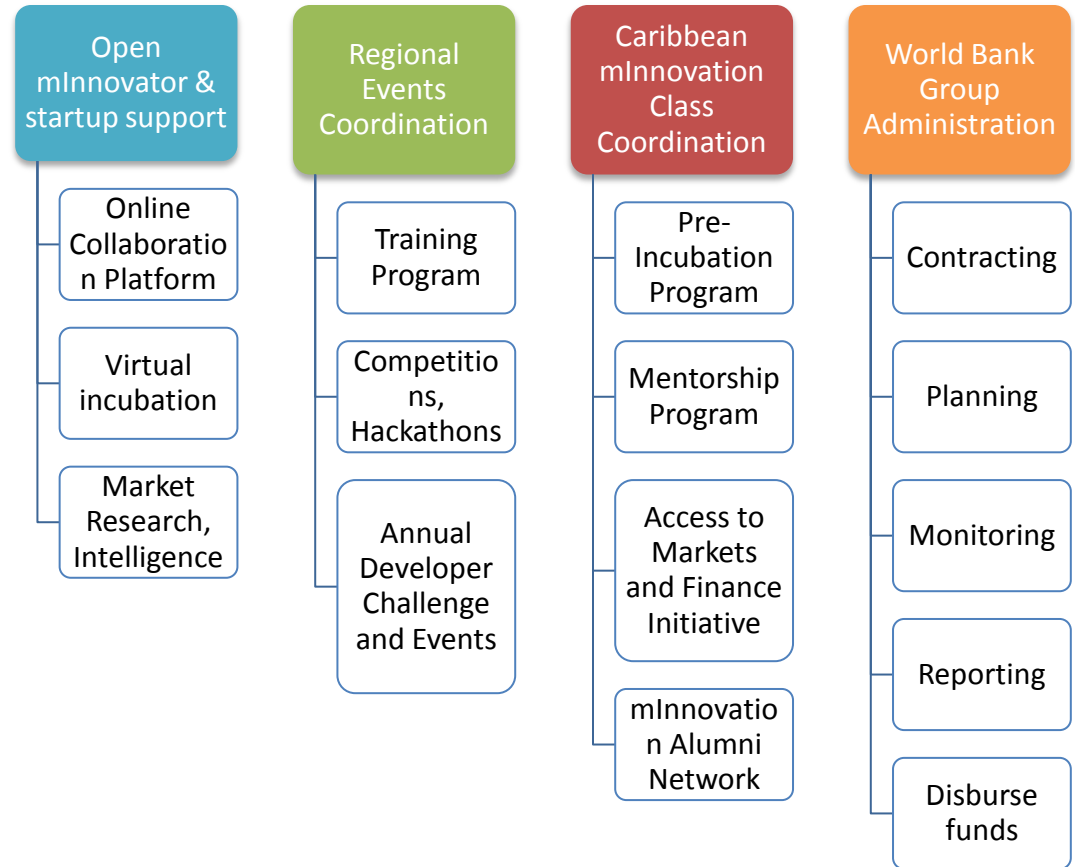 Open
mInnovator &
startup support
Online
Collaboratio
n Platform
Virtual
incubation
Market
Research,
Intelligence
Regional
Events
Coordination
Training
Program
Competitio
ns,
Hackathons
Annual
Developer
Challenge
and Events
Caribbean
mInnovation
Class
Coordination
Pre-
Incubation
Program
Mentorship
Program
Access to
Markets
and Finance
Initiative
mInnovatio
n Alumni
Network
World Bank
Group
Administration
Contracting
Planning
Monitoring
Reporting
Disburse
funds